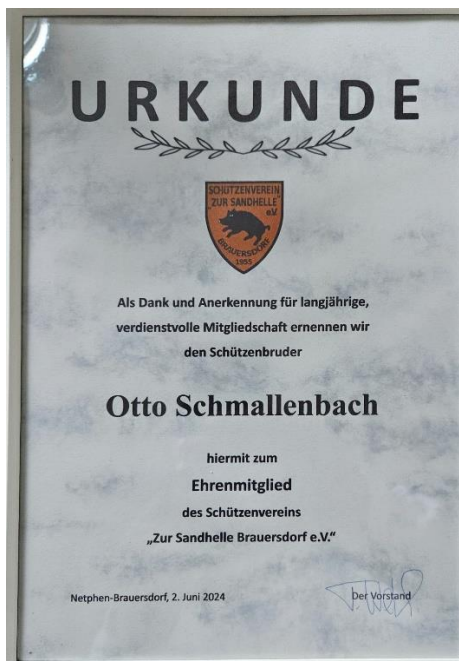 URKUNDE
SCHÜTZENVEREIN
"ZUR SANDHELLE"
e.V.
BRAUERSDORF
1955
Als Dank und Anerkennung für langjährige,
verdienstvolle Mitgliedschaft ernennen wir
den Schützenbruder
Otto Schmallenbach
hiermit zum
Ehrenmitglied
des Schützenvereins
„Zur Sandhelle Brauersdorf e.V.“
Netphen-Brauersdorf, 2. Juni 2024
Der Vorstand